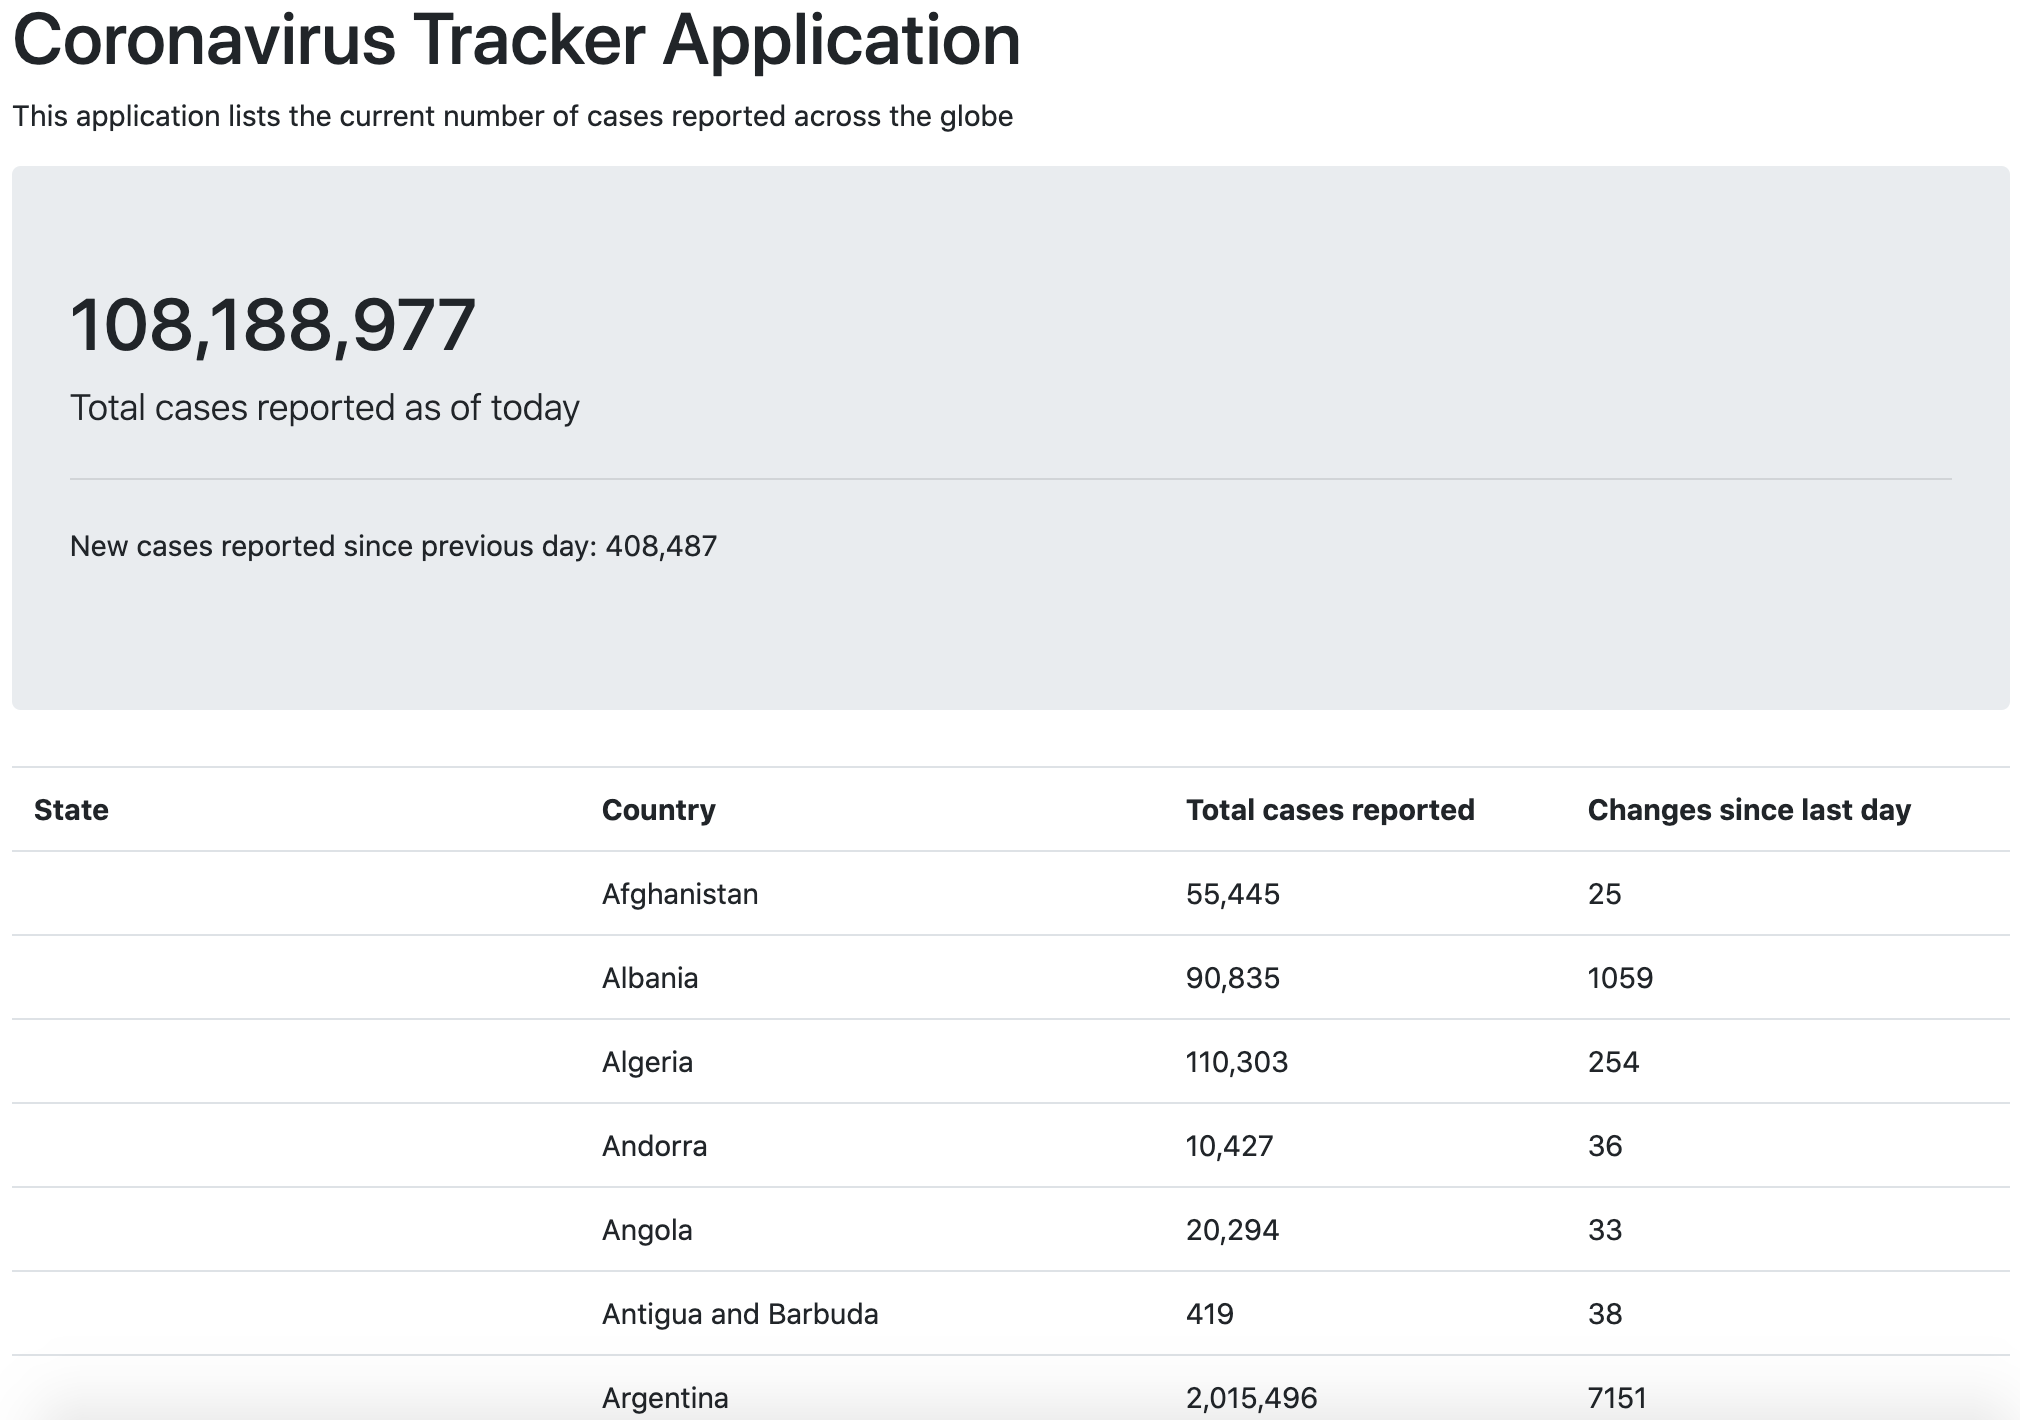 Coronavirus Tracker Application
This application lists the current number of cases reported across the globe
108,188,977
Total cases reported as of today
New cases reported since previous day: 408,487
State Country Total cases reported Changes since last day
Afghanistan 55,445 25
Albania 90,835 1059
Algeria 110,303 254
Andorra 10,427 36
Angola 20,294 33
Antigua and Barbuda 419 38
Argentina 2,015,496 7151